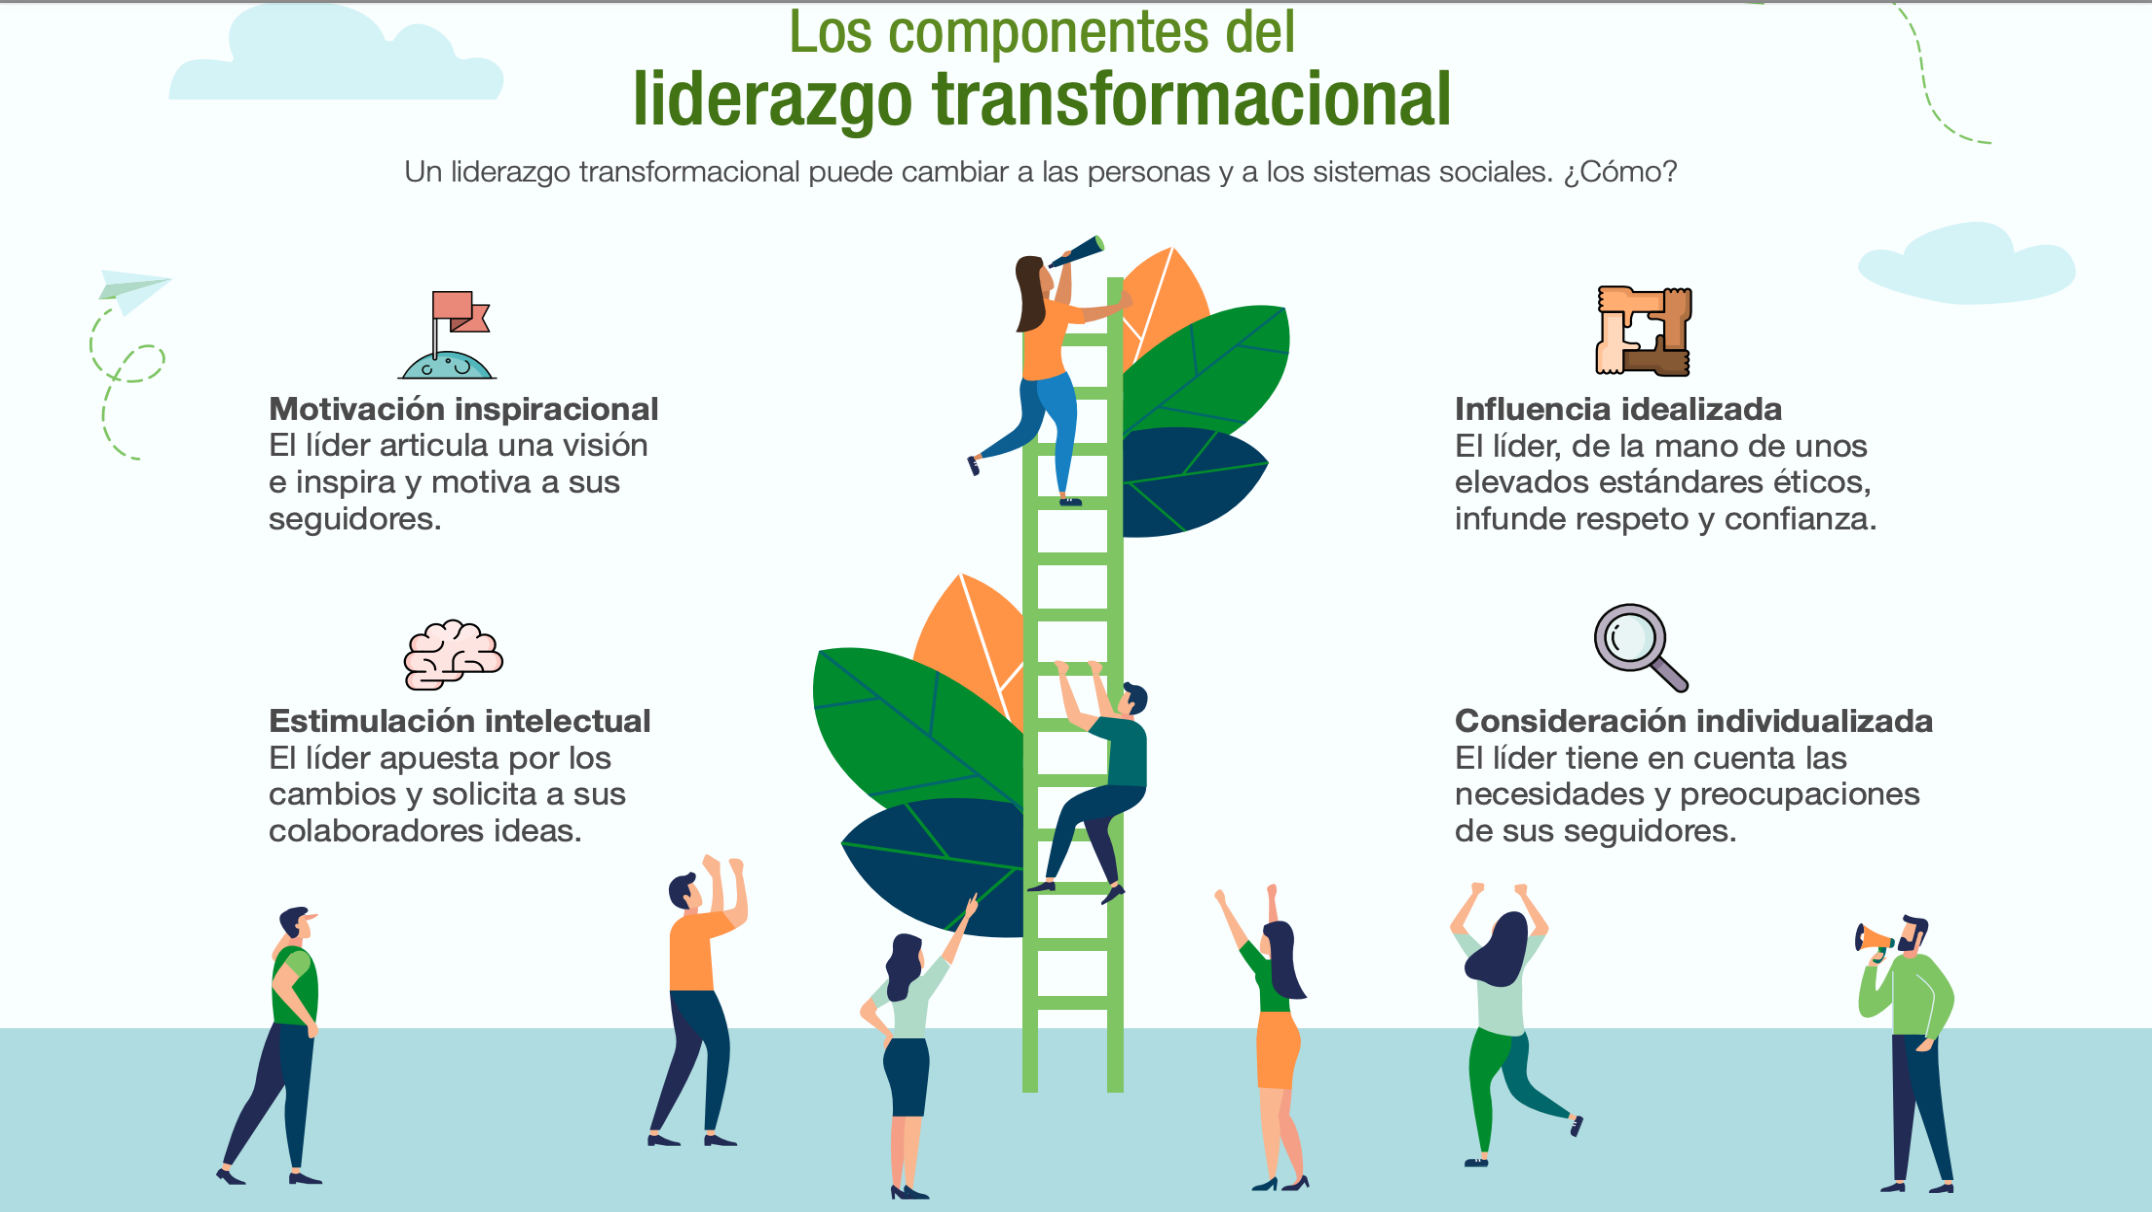 Los componentes del
liderazgo transformacional
Un liderazgo transformacional puede cambiar a las personas y a los sistemas sociales. ¿Cómo?
Motivación inspiracional
El líder articula una visión
e inspira y motiva a sus
seguidores.
Influencia idealizada
El líder, de la mano de unos
elevados estándares éticos,
infunde respeto y confianza.
Estimulación intelectual
El líder apuesta por los
cambios y solicita a sus
colaboradores ideas.
Consideración individualizada
El líder tiene en cuenta las
necesidades y preocupaciones
de sus seguidores.